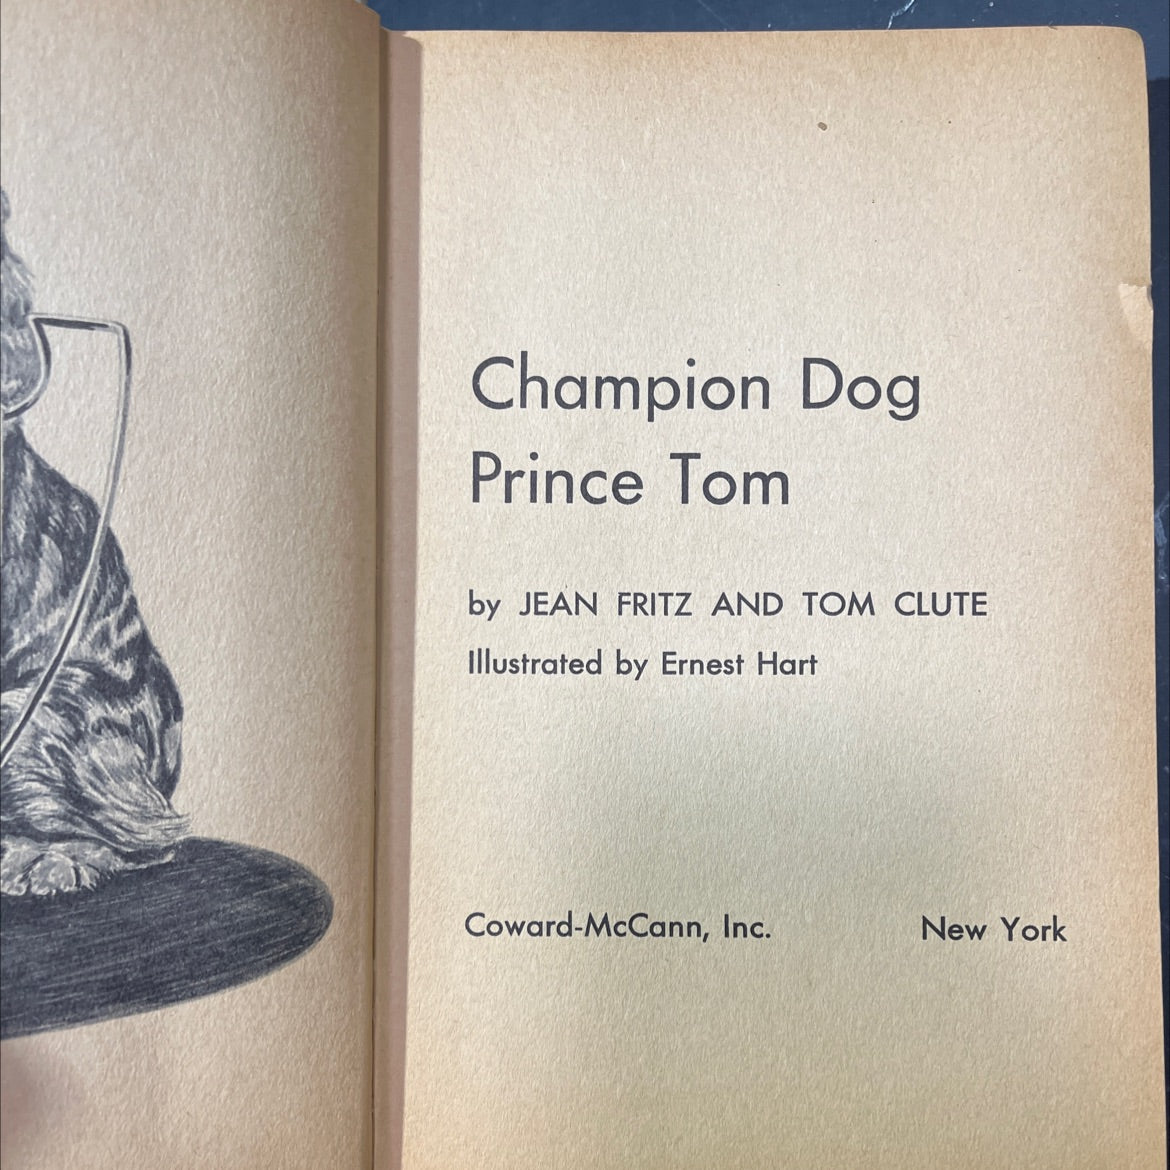 Champion Dog
Prince Tom
by JEAN FRITZ AND TOM CLUTE
Illustrated by Ernest Hart
Coward-McCann, Inc. New York